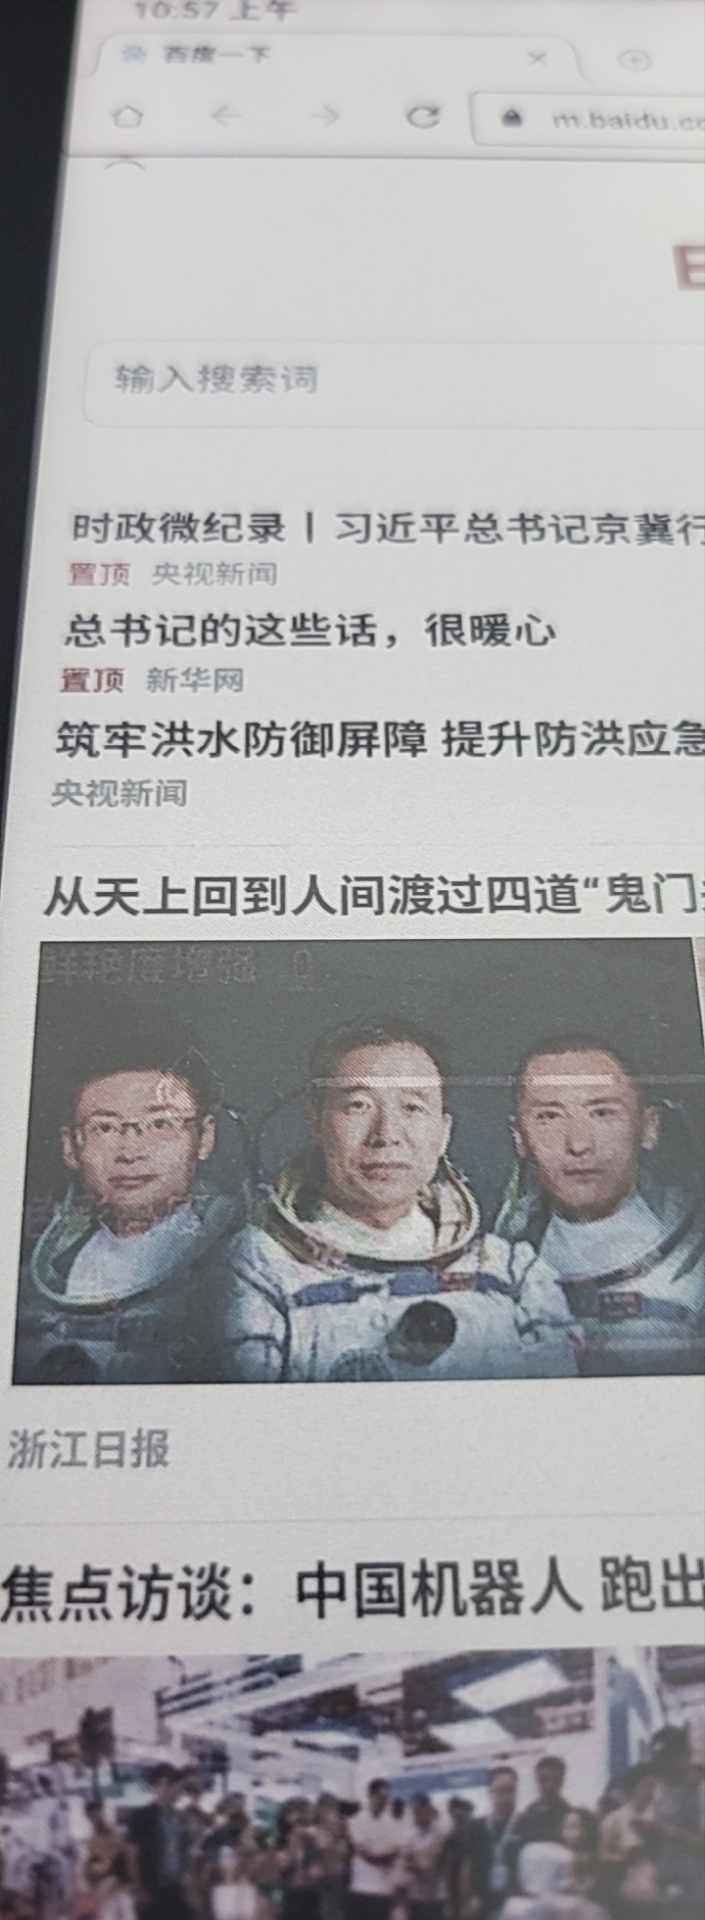 10:57 上午
百度一下
m.baidu.co
输入搜索词
时政微纪录丨习近平总书记京冀行
置顶 央视新闻
总书记的这些话，很暖心
置顶 新华网
筑牢洪水防御屏障 提升防洪应急
央视新闻
从天上回到人间渡过四道“鬼门
鲜艳度增强 0
浙江日报
焦点访谈：中国机器人 跑出